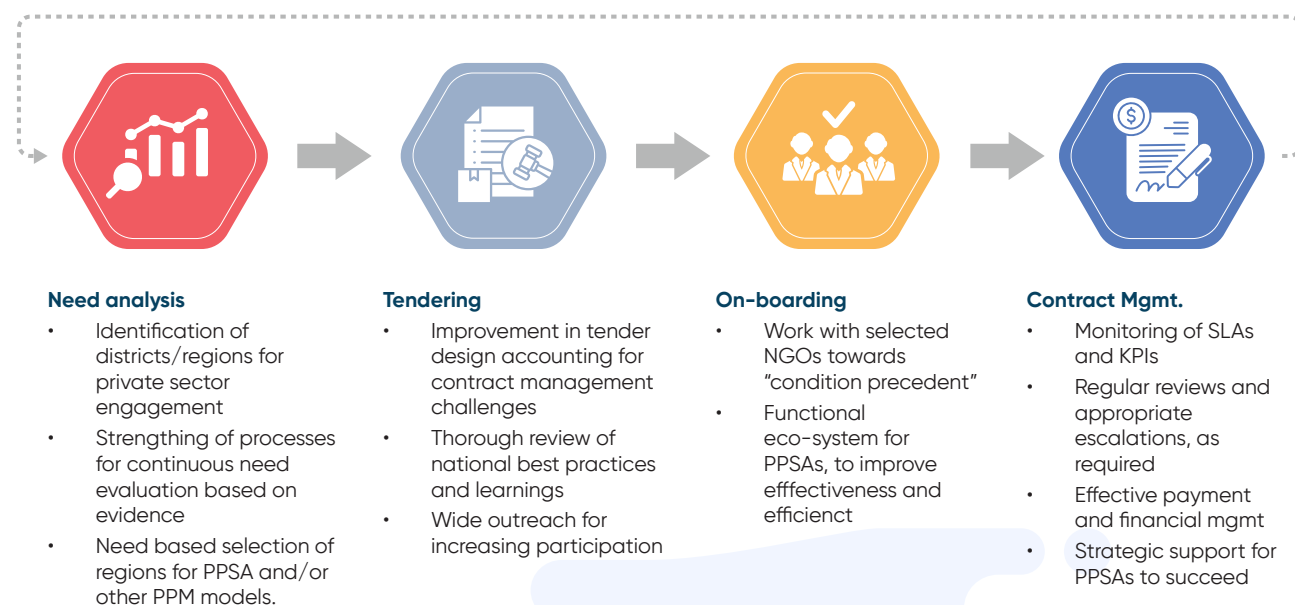 $
Need analysis
• Identification of
districts/regions for
private sector
engagement
• Strengthing of processes
for continuous need
evaluation based on
evidence
• Need based selection of
regions for PPSA and/or
other PPM models.
Tendering
• Improvement in tender
design accounting for
contract management
challenges
• Thorough review of
national best practices
and learnings
• Wide outreach for
increasing participation
On-boarding
• Work with selected
NGOs towards
“condition precedent”
• Functional
eco-system for
PPSAs, to improve
efffectiveness and
efficienct
Contract Mgmt.
• Monitoring of SLAs
and KPIs
• Regular reviews and
appropriate
escalations, as
required
• Effective payment
and financial mgmt
• Strategic support for
PPSAs to succeed